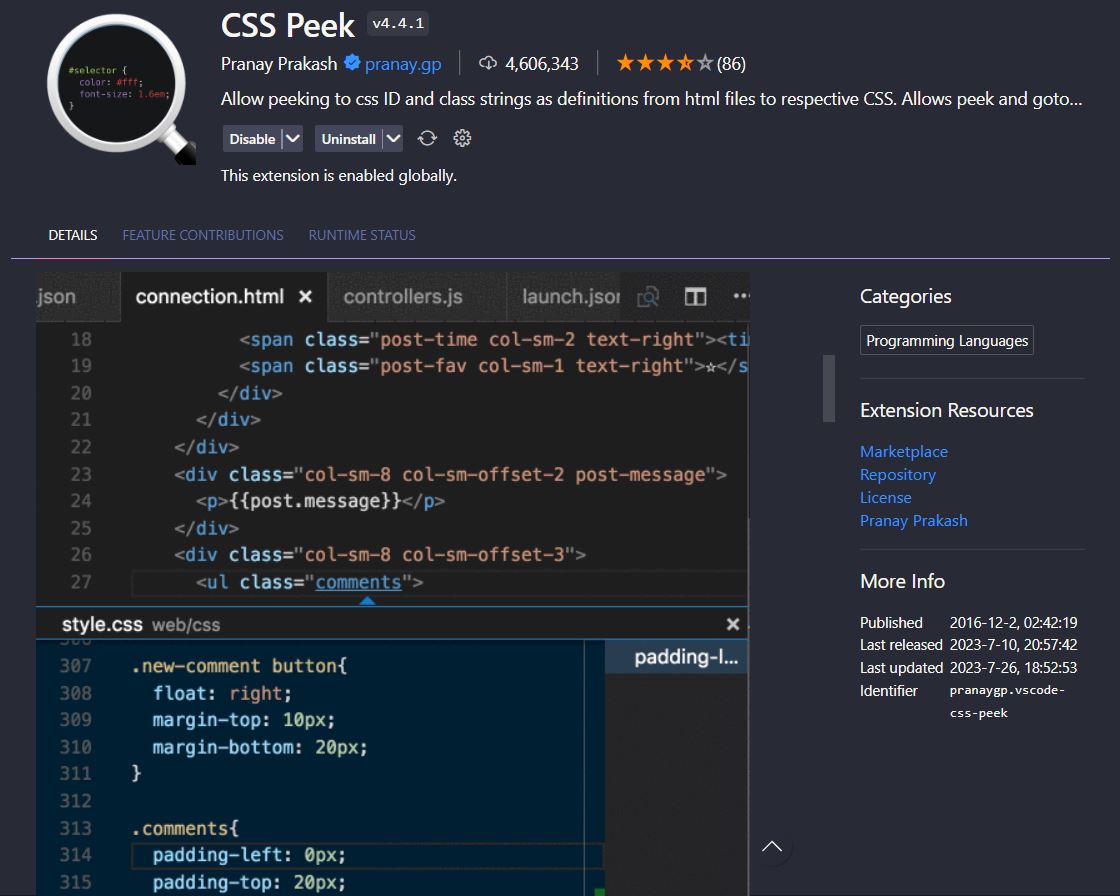 #selector {
color: #fff;
font-size: 1.6em;
}
CSS Peek v4.4.1
Pranay Prakash pranay.gp 4,606,343 (86)
Allow peeking to css ID and class strings as definitions from html files to respective CSS. Allows peek and goto...
Disable Uninstall
This extension is enabled globally.
DETAILS FEATURE CONTRIBUTIONS RUNTIME STATUS
.json connection.html × controllers.js launch.json •••
18 <span class="post-time col-sm-2 text-right"><ti
19 <span class="post-fav col-sm-1 text-right">☆</s
20 </div>
21 </div>
22 </div>
23 <div class="col-sm-8 col-sm-offset-2 post-message">
24 <p>{{post.message}}</p>
25 </div>
26 <div class="col-sm-8 col-sm-offset-3">
27 <ul class="comments">
style.css web/css ×
306
307 .new-comment button{
308 float: right;
309 margin-top: 10px;
310 margin-bottom: 20px;
311 }
312
313 .comments{
314 padding-left: 0px;
315 padding-top: 20px;
padding-l...
Categories
Programming Languages
Extension Resources
Marketplace
Repository
License
Pranay Prakash
More Info
Published 2016-12-2, 02:42:19
Last released 2023-7-10, 20:57:42
Last updated 2023-7-26, 18:52:53
Identifier pranaygp.vscode-
css-peek